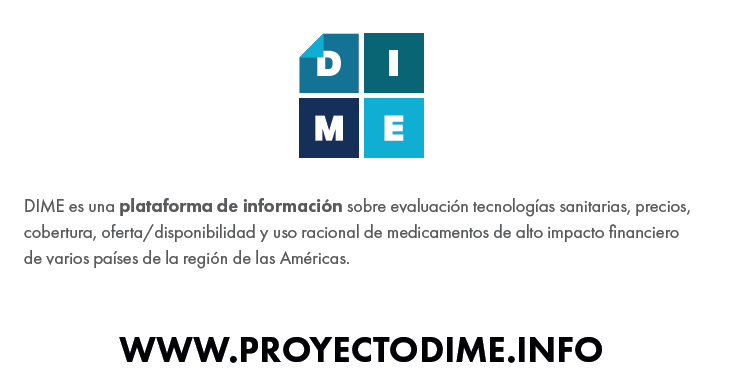 D I
M E
DIME es una plataforma de información sobre evaluación tecnologías sanitarias, precios,
cobertura, oferta/disponibilidad y uso racional de medicamentos de alto impacto financiero
de varios países de la región de las Américas.
WWW.PROYECTODIME.INFO